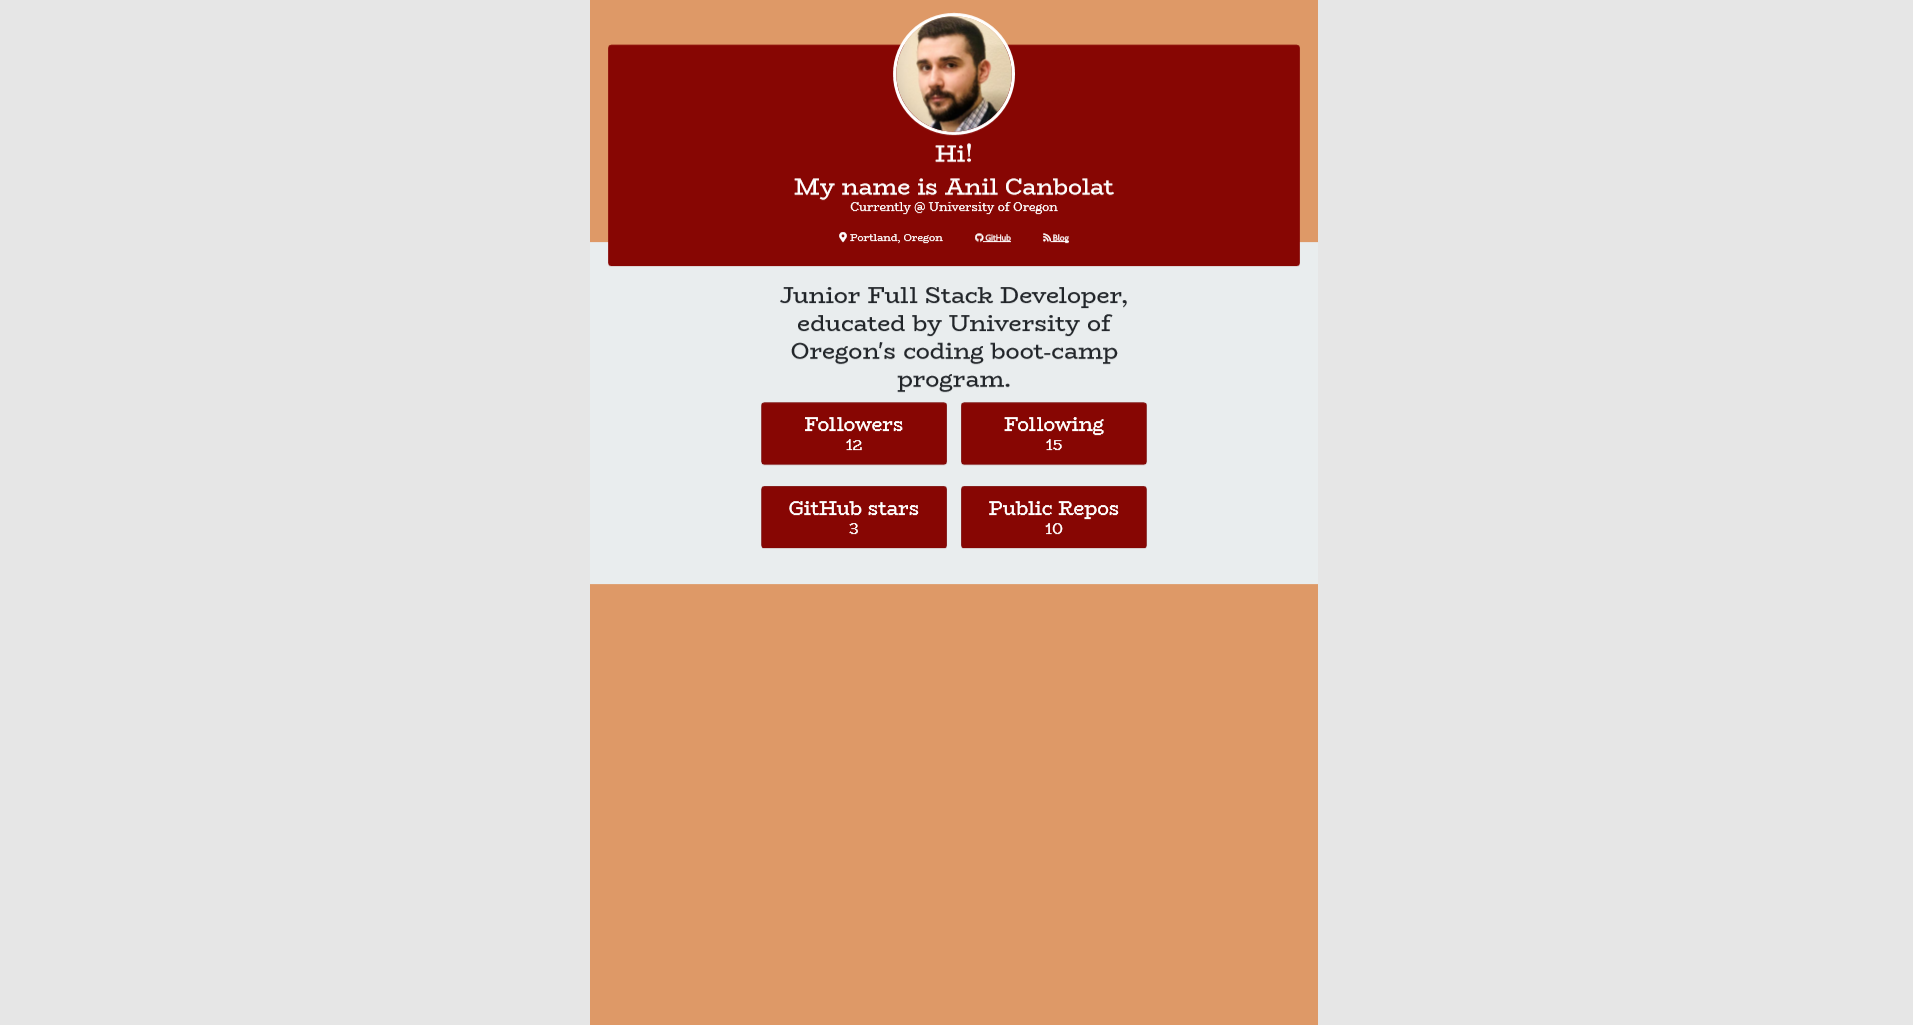 Hi!
My name is Anil Canbolat
Currently @ University of Oregon
Portland, Oregon GitHub Blog
Junior Full Stack Developer,
educated by University of
Oregon's coding boot-camp
program.
Followers Following
12 15
GitHub stars Public Repos
3 10